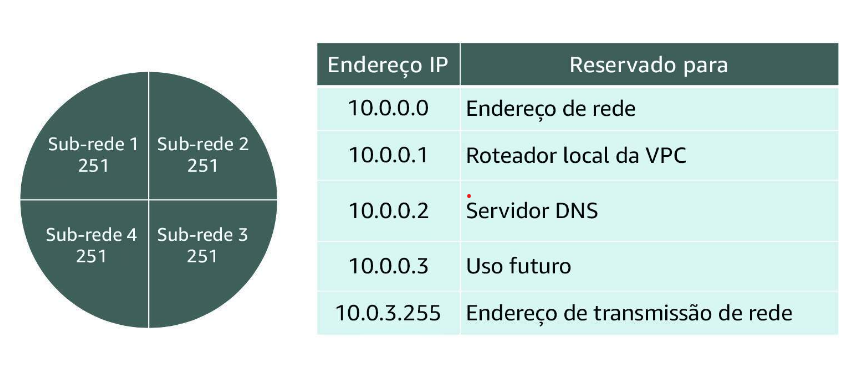 Sub-rede 1
251
Sub-rede 2
251
Sub-rede 4
251
Sub-rede 3
251
Endereço IP Reservado para
10.0.0.0 Endereço de rede
10.0.0.1 Roteador local da VPC
10.0.0.2 Servidor DNS
10.0.0.3 Uso futuro
10.0.3.255 Endereço de transmissão de rede